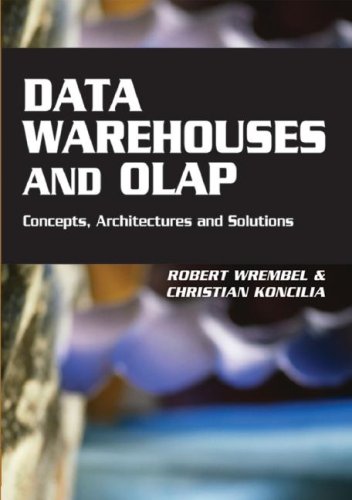 DATA
WAREHOUSES
AND OLAP
Concepts, Architectures and Solutions
ROBERT WREMBEL &
CHRISTIAN KONCILIA